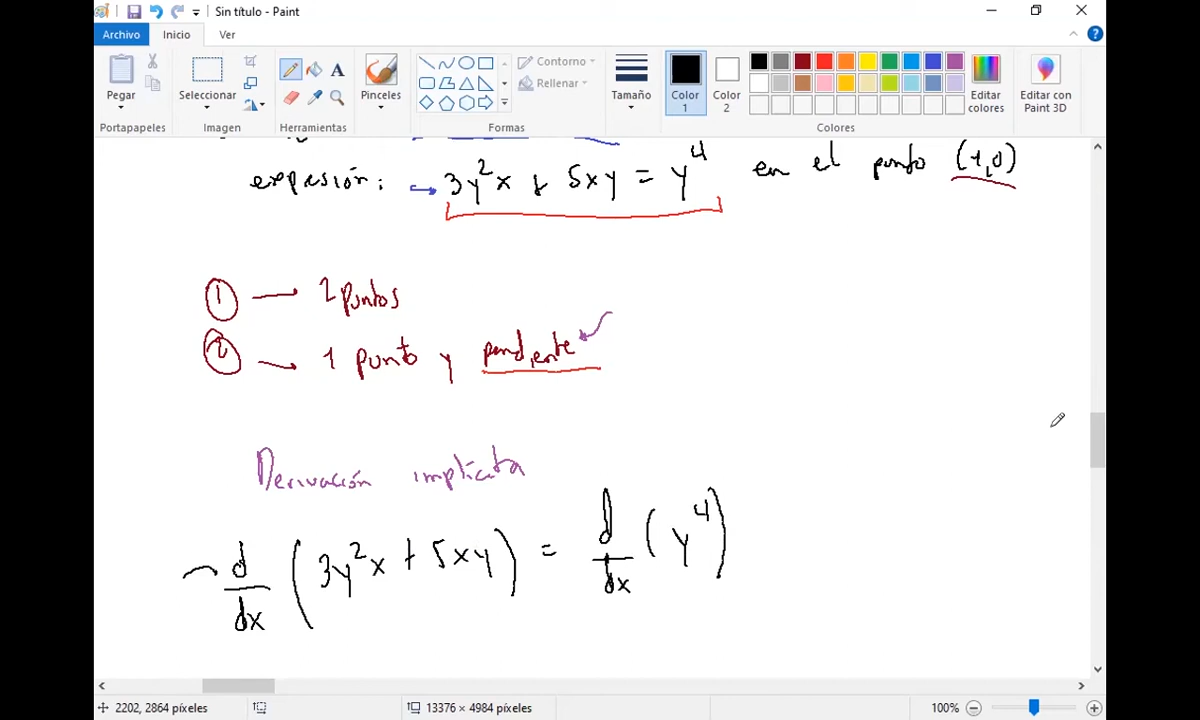 Sin título - Paint
Archivo Inicio Ver
Pegar
Seleccionar
A
Pinceles
Contorno
Rellenar
Tamaño
Color 1
Color 2
Editar colores
Editar con Paint 3D
Portapapeles Imagen Herramientas Formas Colores
expresión: → 3y²x + 5xy = y⁴ en el punto (1,0)
① → 2 puntos
② → 1 punto y pendiente
Derivación implícita
d/dx (3y²x + 5xy) = d/dx (y⁴)
2202, 2864 píxeles 13376 × 4984 píxeles 100%